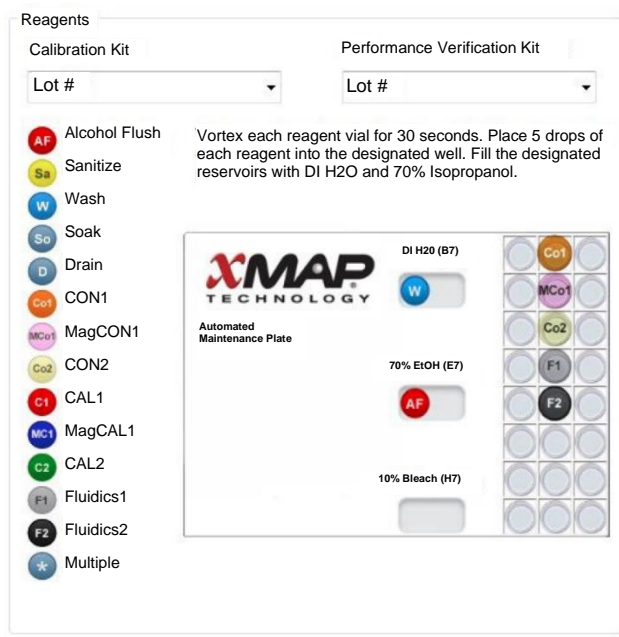 Reagents
Calibration Kit
Performance Verification Kit
Lot #
Lot #
AF Alcohol Flush
Sa Sanitize
W Wash
So Soak
D Drain
Co1 CON1
MCo1 MagCON1
Co2 CON2
C1 CAL1
MC1 MagCAL1
C2 CAL2
F1 Fluidics1
F2 Fluidics2
* Multiple
Vortex each reagent vial for 30 seconds. Place 5 drops of
each reagent into the designated well. Fill the designated
reservoirs with DI H2O and 70% Isopropanol.
XMAP®
TECHNOLOGY
Automated
Maintenance Plate
DI H20 (B7)
W
70% EtOH (E7)
AF
10% Bleach (H7)
Co1
MCo1
Co2
F1
F2